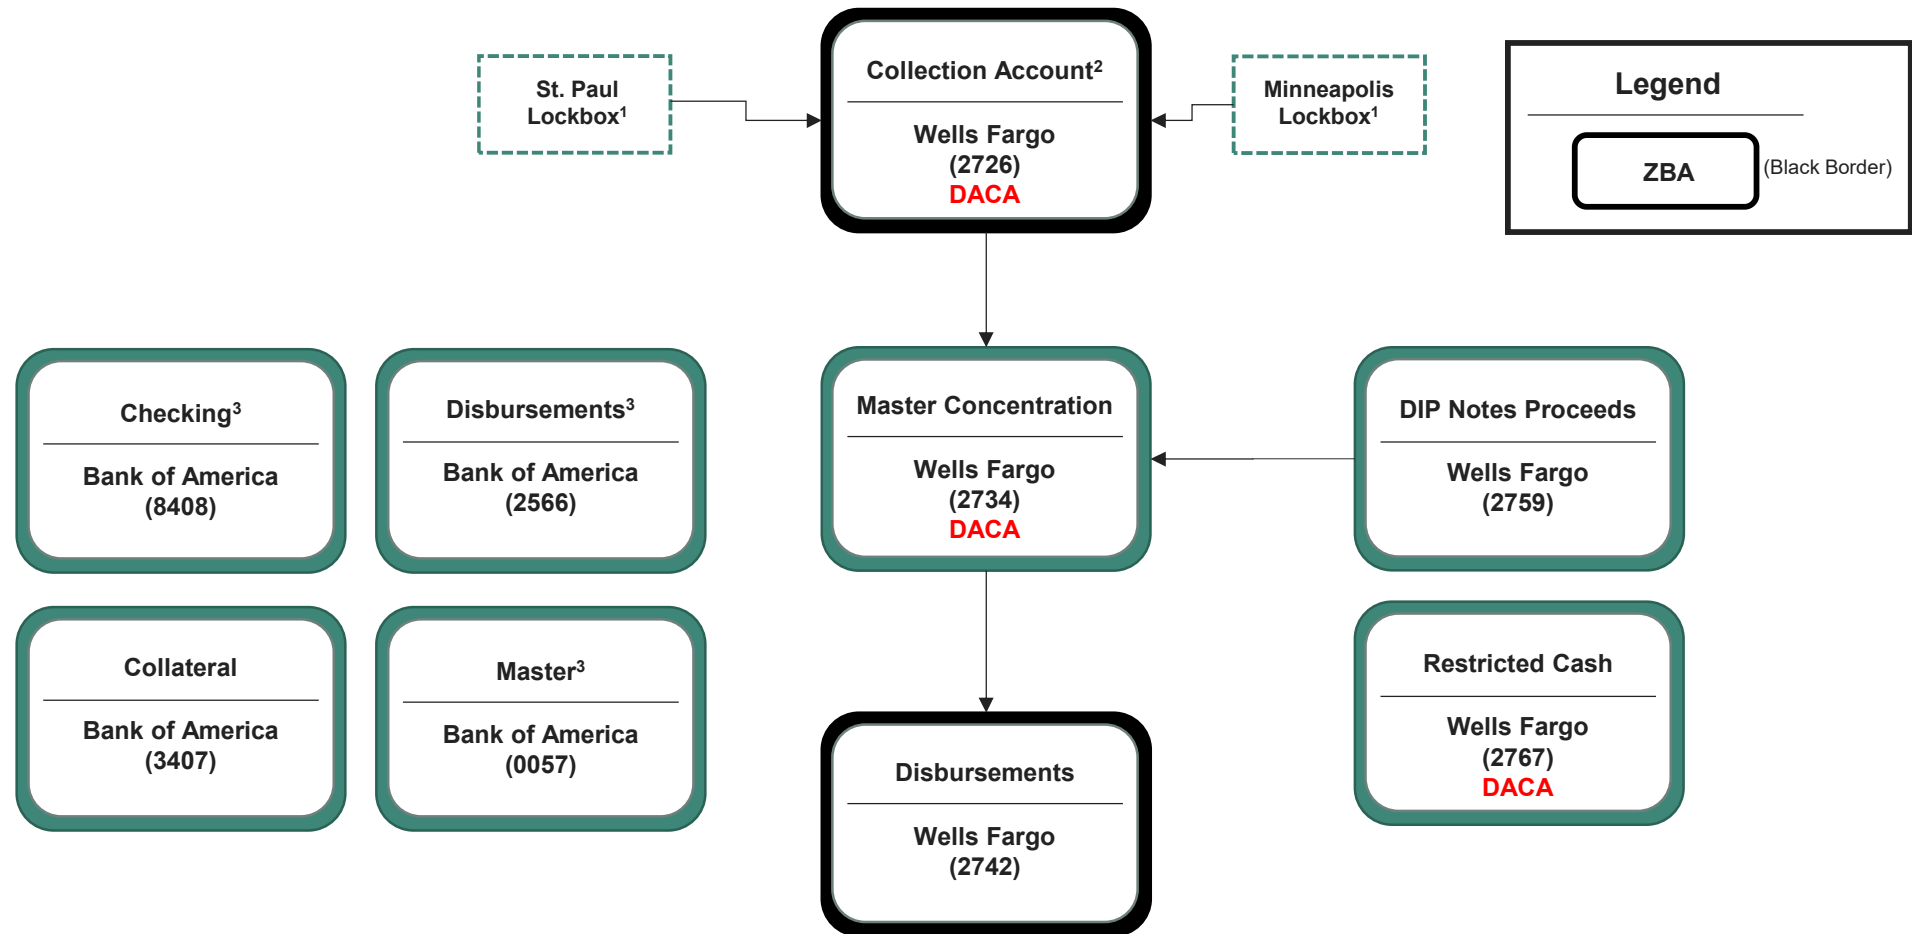 St. Paul
Lockbox¹
Collection Account²
Wells Fargo
(2726)
DACA
Minneapolis
Lockbox¹
Legend
ZBA
(Black Border)
Checking³
Bank of America
(8408)
Disbursements³
Bank of America
(2566)
Master Concentration
Wells Fargo
(2734)
DACA
DIP Notes Proceeds
Wells Fargo
(2759)
Collateral
Bank of America
(3407)
Master³
Bank of America
(0057)
Disbursements
Wells Fargo
(2742)
Restricted Cash
Wells Fargo
(2767)
DACA